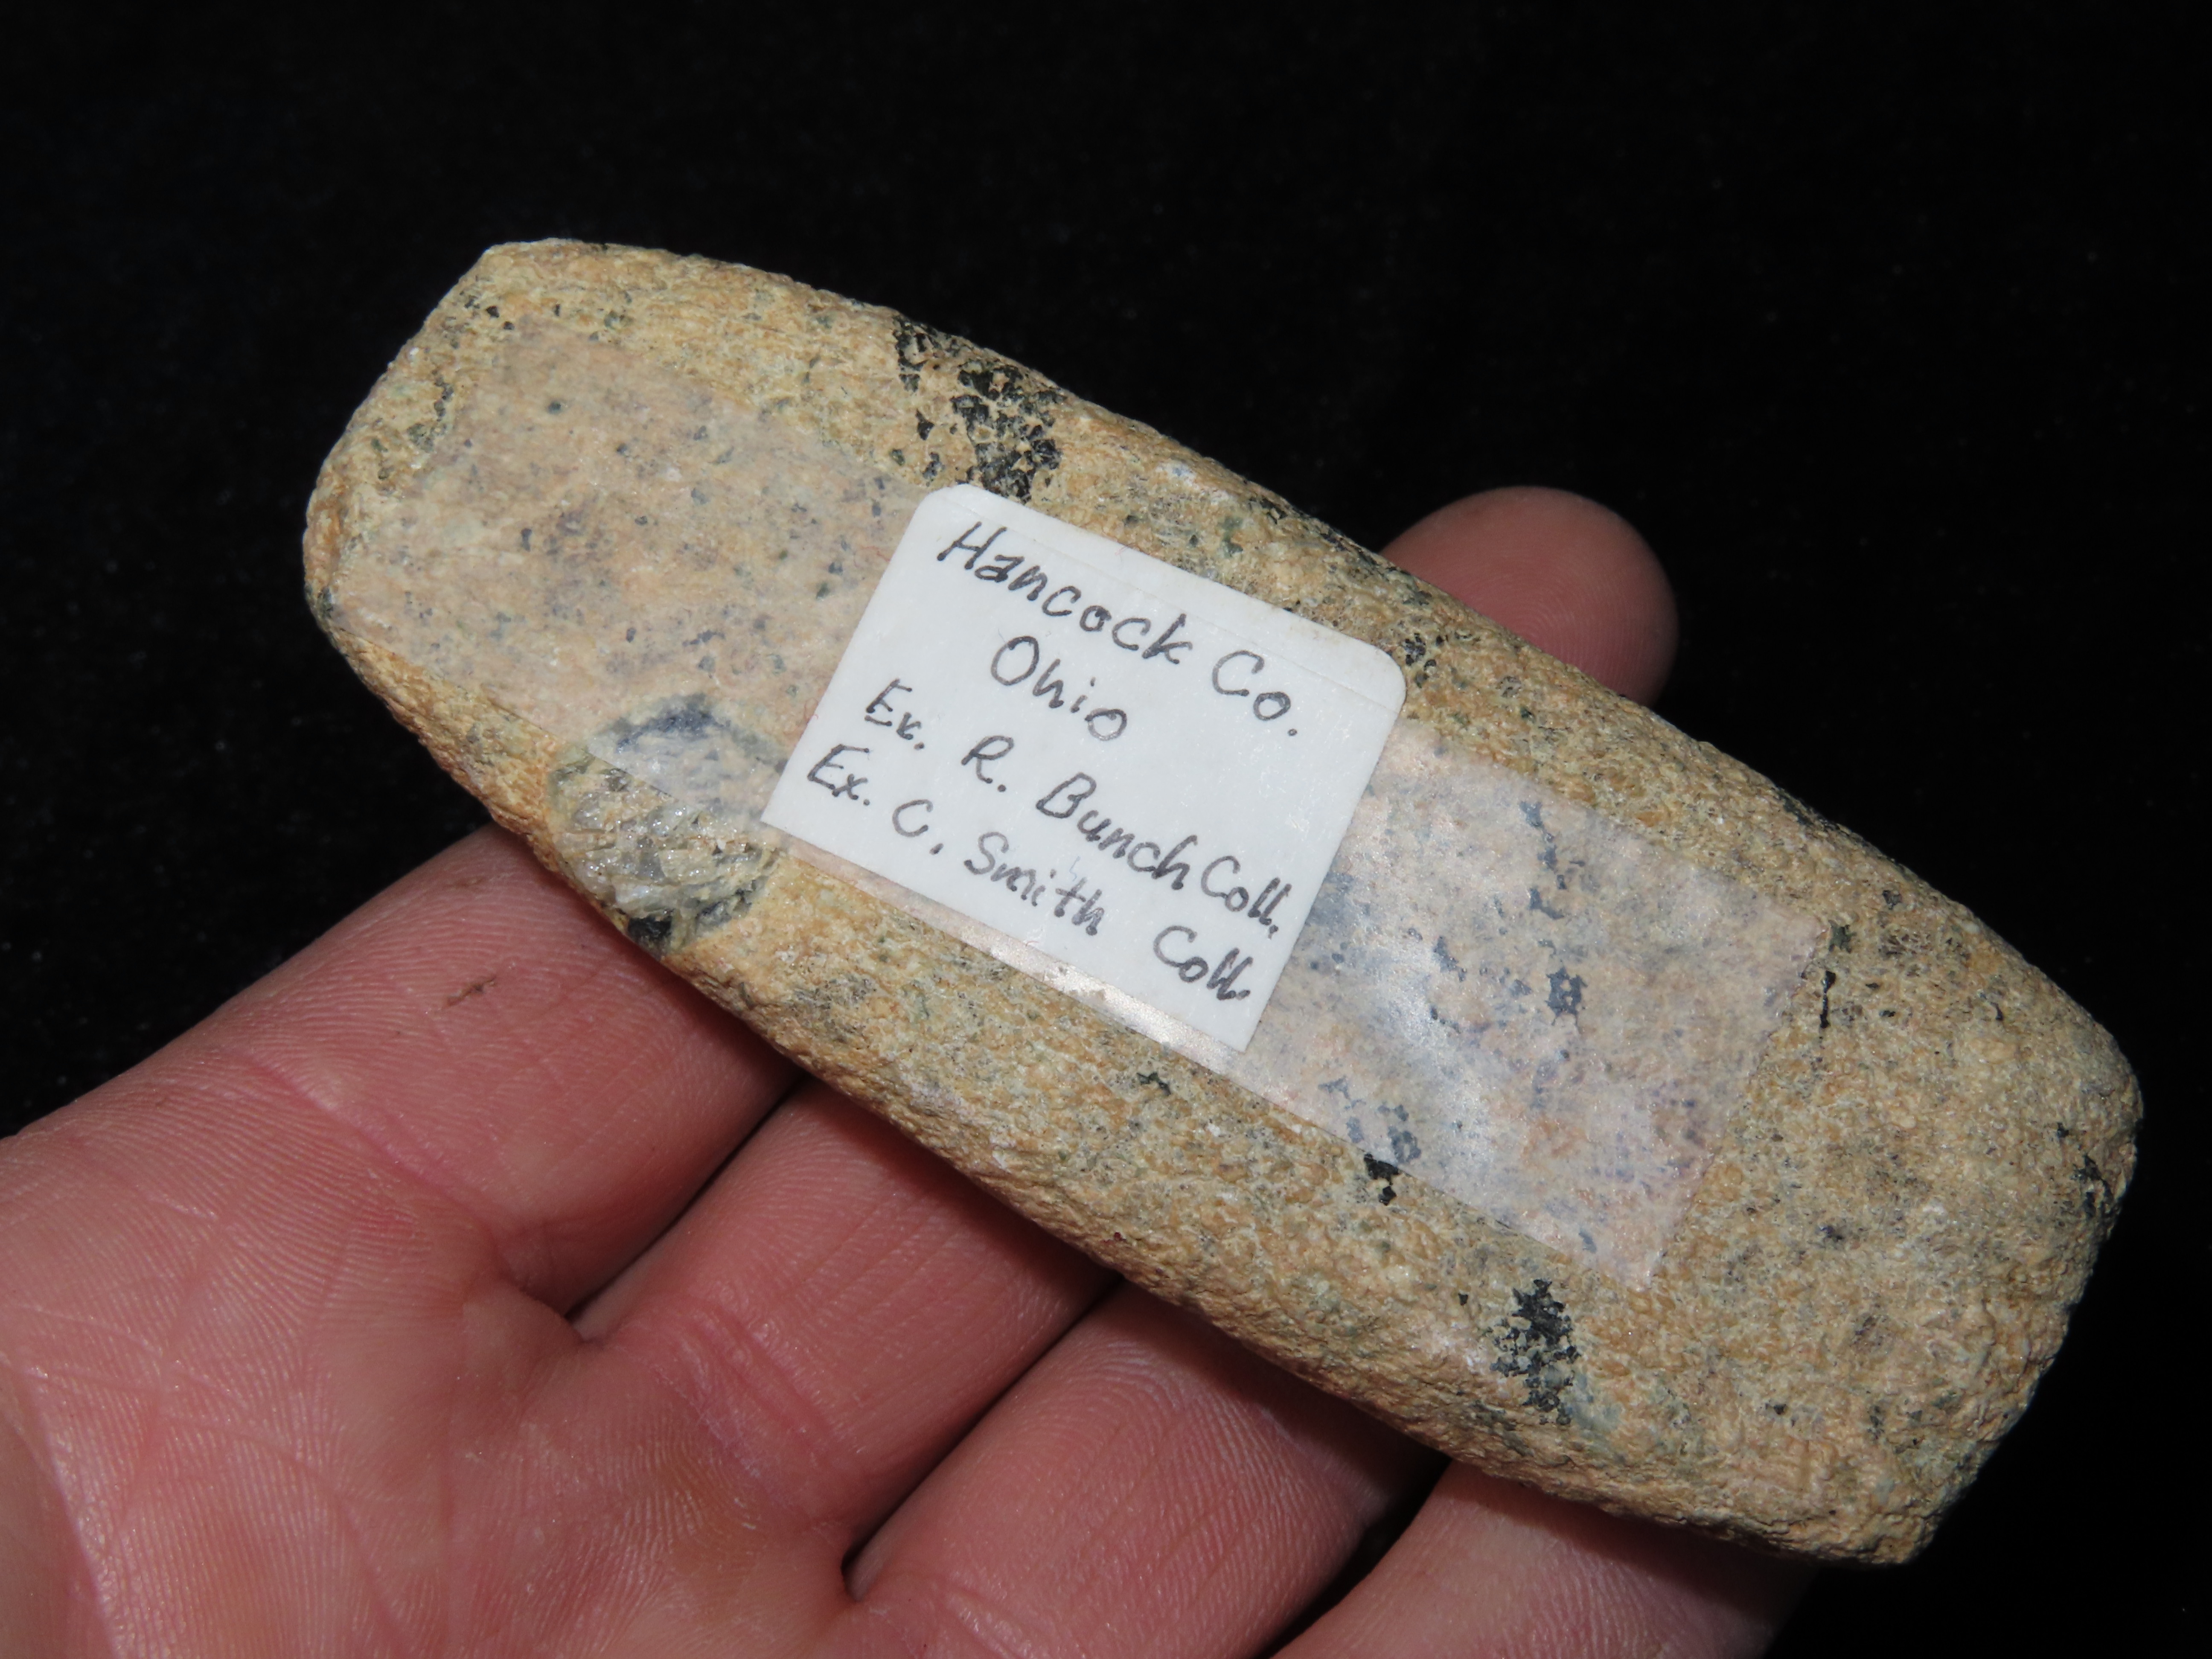 Hancock Co.
Ohio
Ex. R. Bunch Coll.
Ex. C. Smith Coll.